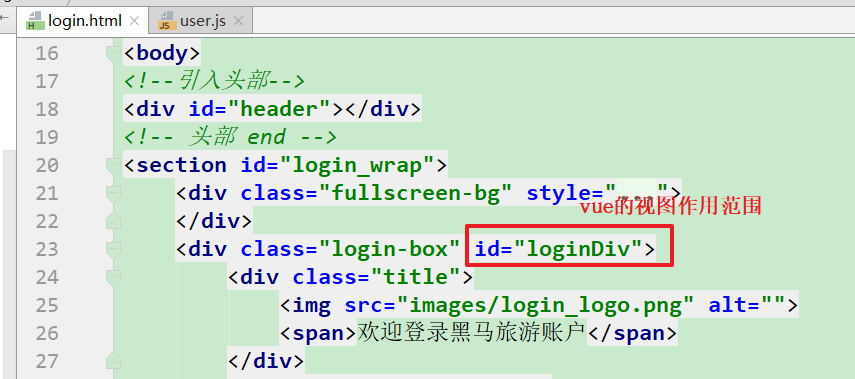 login.html × user.js ×
16 <body>
17 <!--引入头部-->
18 <div id="header"></div>
19 <!-- 头部 end -->
20 <section id="login_wrap">
21 <div class="fullscreen-bg" style="...">
vue的视图作用范围
22 </div>
23 <div class="login-box" id="loginDiv">
24 <div class="title">
25 <img src="images/login_logo.png" alt="">
26 <span>欢迎登录黑马旅游账户</span>
27 </div>